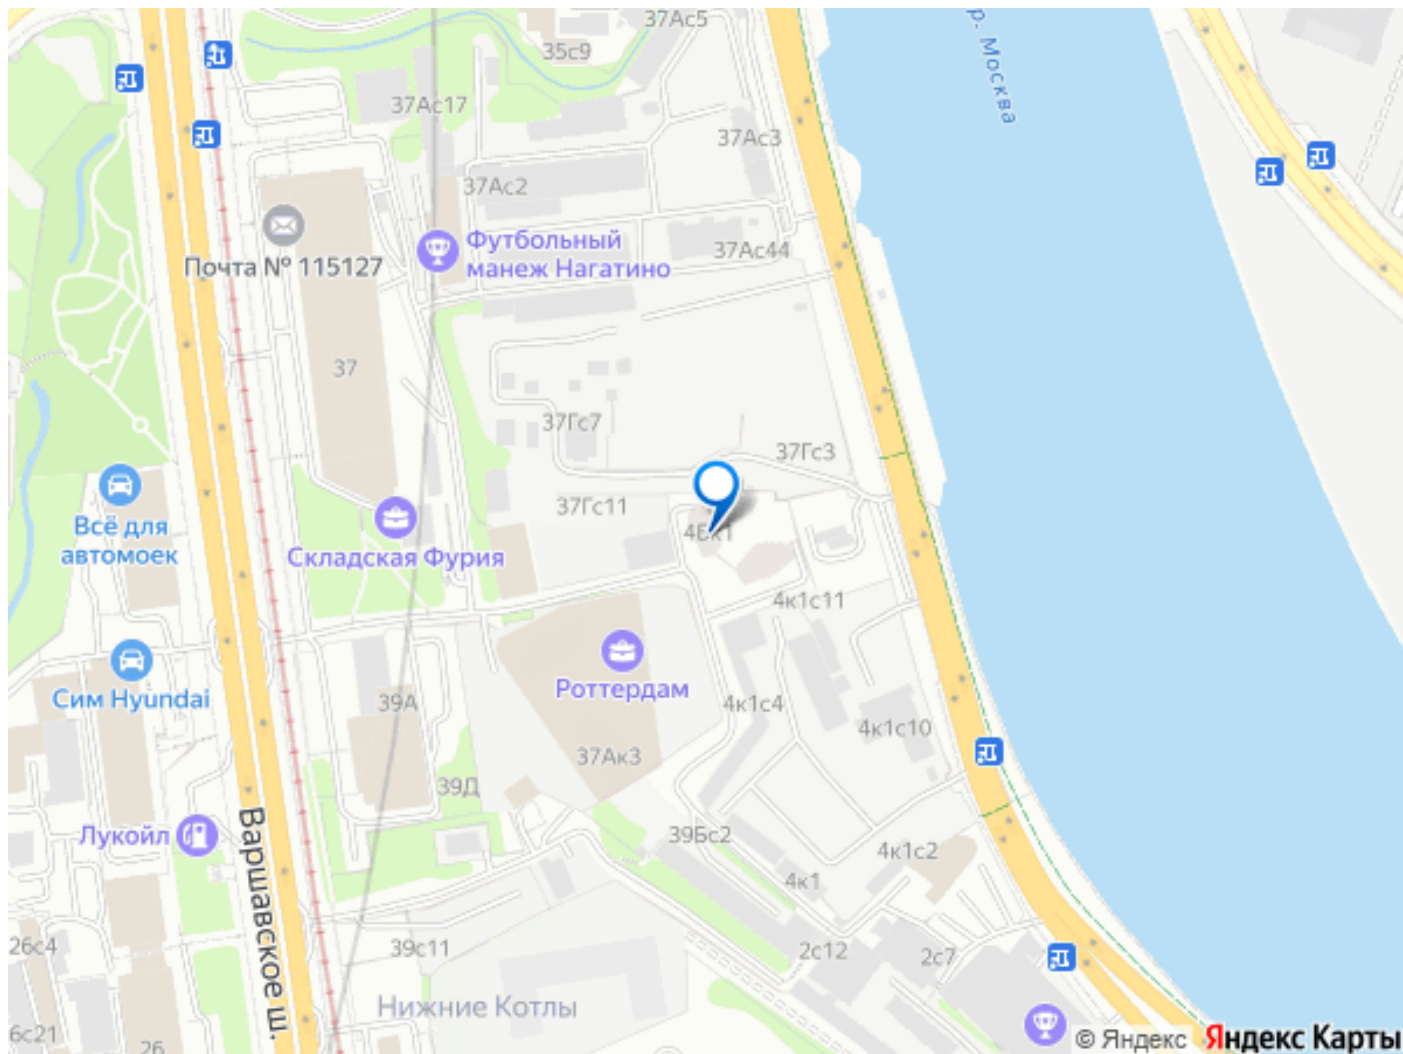 37Ас5
35с9
р. Москва
37Ас17
37Ас3
37Ас2
Футбольный
манеж Нагатино
37Ас44
Почта № 115127
37
37Гс7
37Гс3
37Гс11
Всё для
автомоек
Складская Фурия
4Бк1
4к1с11
Роттердам
Сим Hyundai
39А
4к1с4
4к1с10
37Ак3
39Д
Лукойл
Варшавское ш.
39Бс2
4к1с2
4к1
26с4
39с11
2с12
2с7
Нижние Котлы
6с21
26
© Яндекс Яндекс Карты